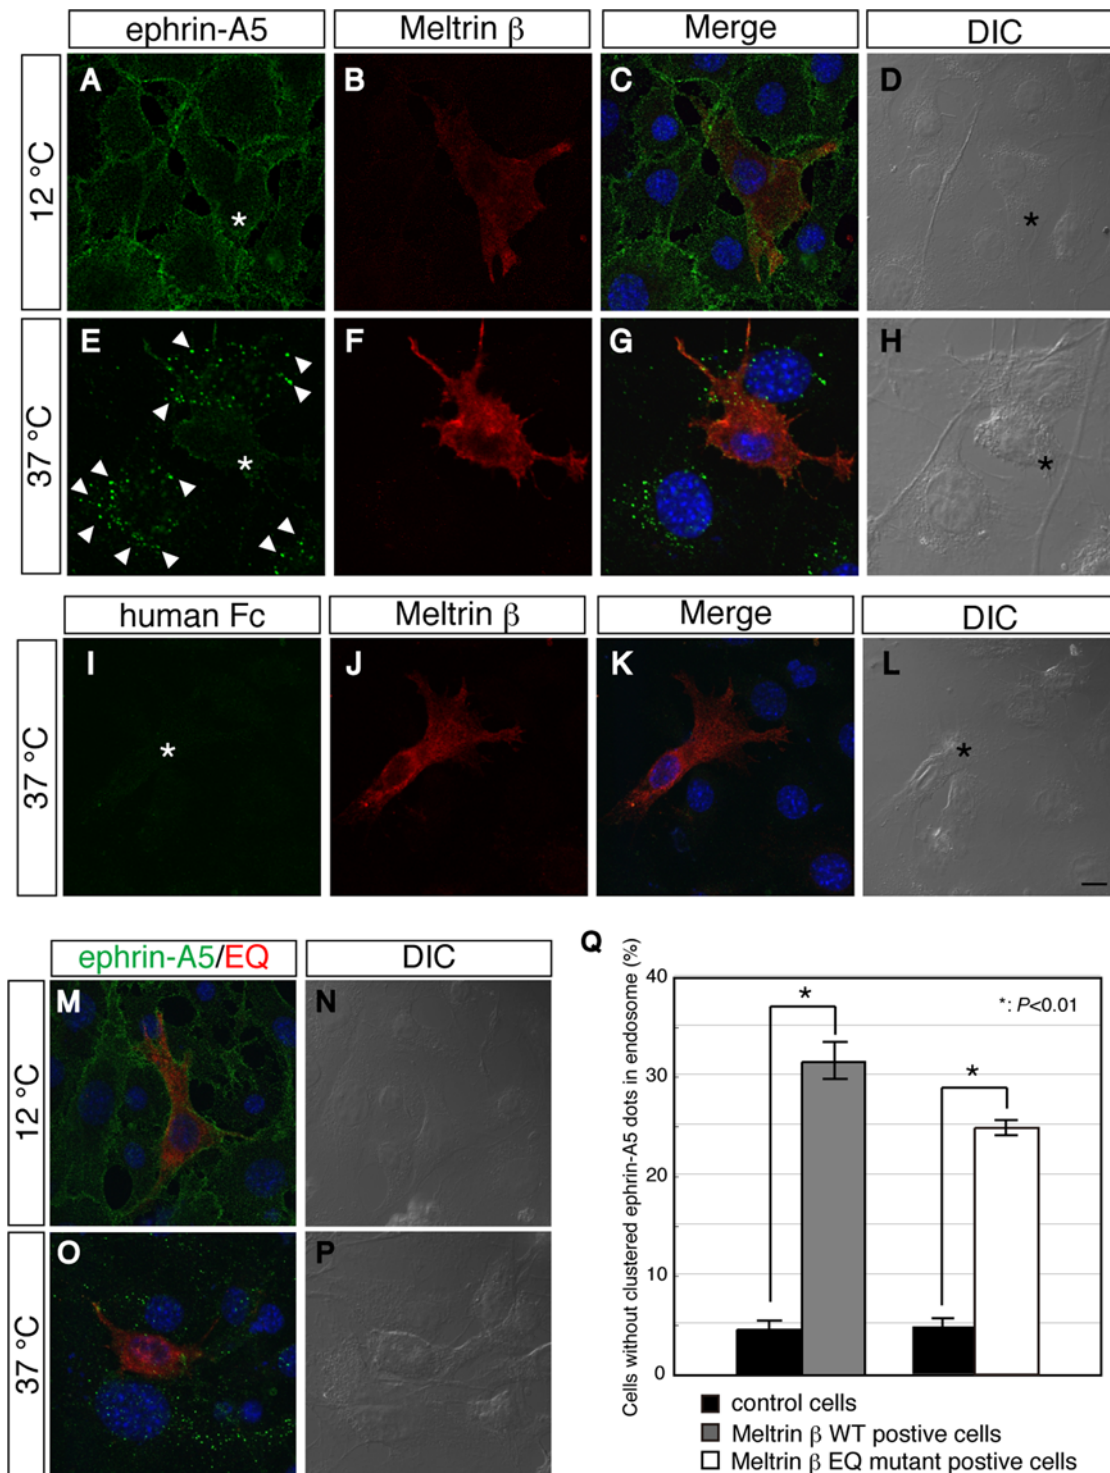 ephrin-A5 Meltrin β Merge DIC
12 °C
A B C D
*
*
37 °C
E F G H
*
*
human Fc Meltrin β Merge DIC
37 °C
I J K L
*
*
ephrin-A5/EQ DIC
12 °C
M N
37 °C
O P
Q
Cells without clustered ephrin-A5 dots in endosome (%)
40
30
20
10
0
*
*
*: P<0.01
control cells
Meltrin β WT postive cells
Meltrin β EQ mutant postive cells